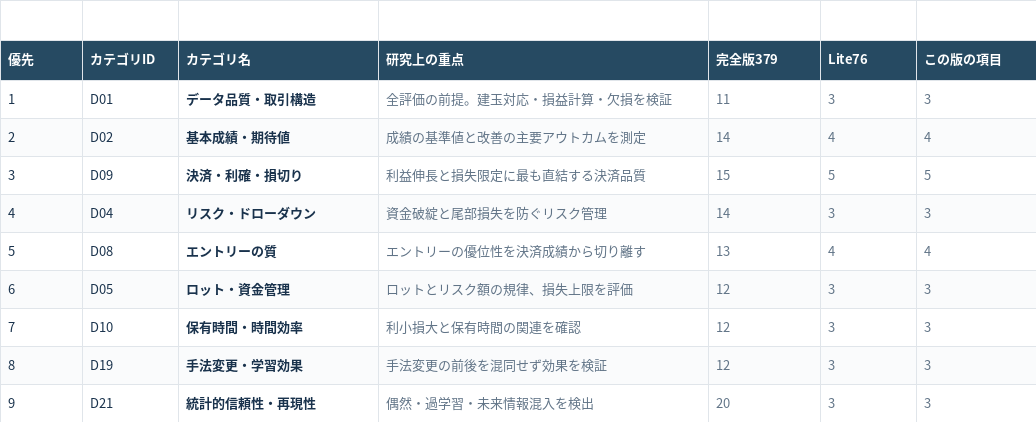 優先 カテゴリID カテゴリ名 研究上の重点 完全版379 Lite76 この版の項目
1 D01 データ品質・取引構造 全評価の前提。建玉対応・損益計算・欠損を検証 11 3 3
2 D02 基本成績・期待値 成績の基準値と改善の主要アウトカムを測定 14 4 4
3 D09 決済・利確・損切り 利益伸長と損失限定に最も直結する決済品質 15 5 5
4 D04 リスク・ドローダウン 資金破綻と尾部損失を防ぐリスク管理 14 3 3
5 D08 エントリーの質 エントリーの優位性を決済成績から切り離す 13 4 4
6 D05 ロット・資金管理 ロットとリスク額の規律、損失上限を評価 12 3 3
7 D10 保有時間・時間効率 利小損大と保有時間の関連を確認 12 3 3
8 D19 手法変更・学習効果 手法変更の前後を混同せず効果を検証 12 3 3
9 D21 統計的信頼性・再現性 偶然・過学習・未来情報混入を検出 20 3 3